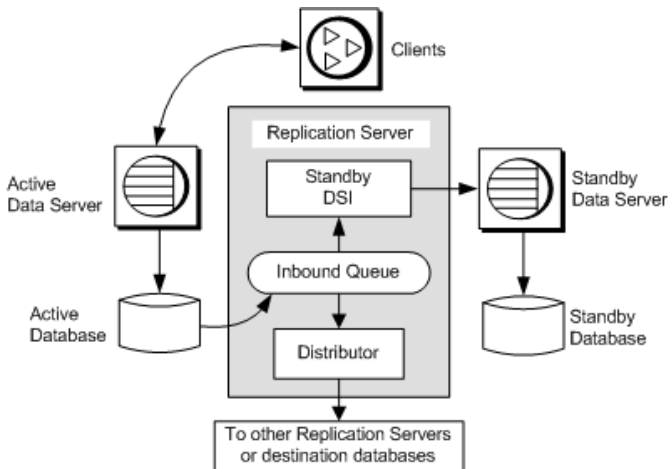 Clients
Replication Server
Standby
DSI
Active
Data Server
Standby
Data Server
Inbound Queue
Active
Database
Standby
Database
Distributor
To other Replication Servers
or destination databases